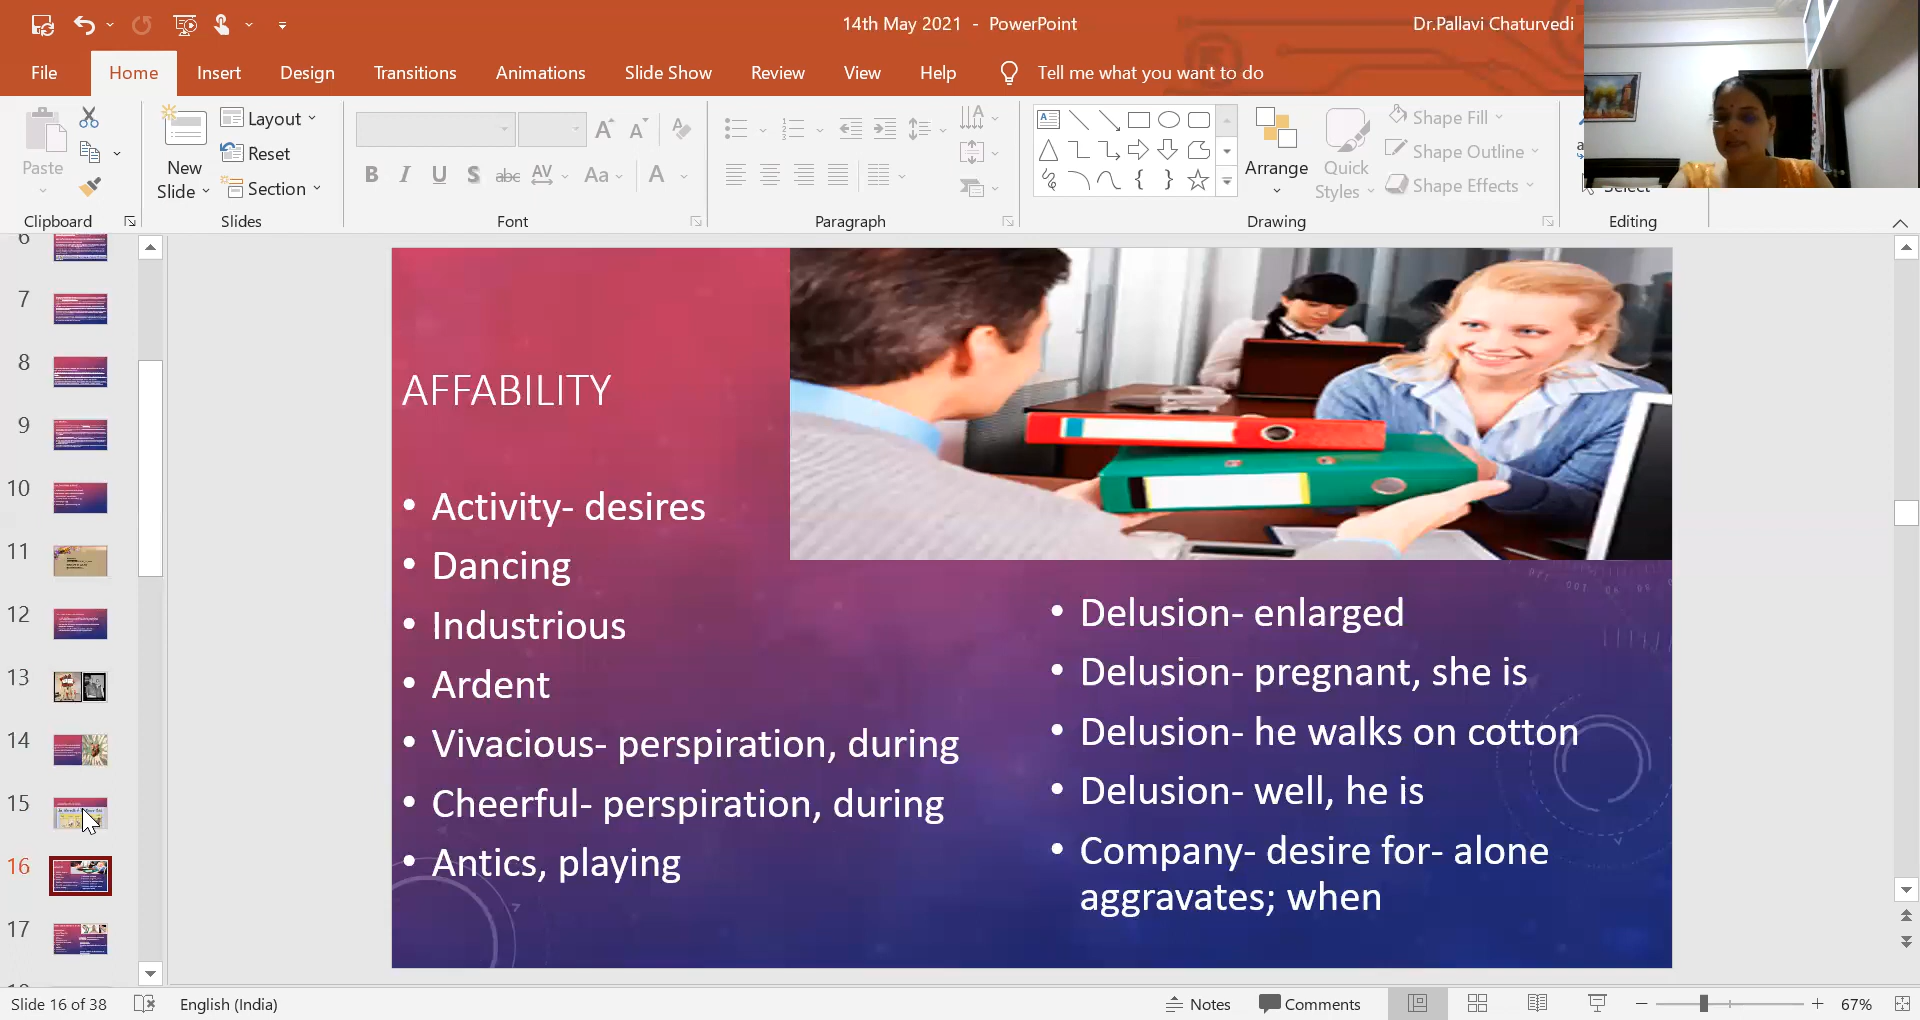 14th May 2021 - PowerPoint
Dr.Pallavi Chaturvedi
File Home Insert Design Transitions Animations Slide Show Review View Help Tell me what you want to do
Paste
New
Slide
Layout
Reset
Section
B I U S abc AV Aa A
Arrange
Quick
Styles
Shape Fill
Shape Outline
Shape Effects
Select
Clipboard Slides Font Paragraph Drawing Editing
6
7
8
9
10
11
12
13
14
15
16
17
AFFABILITY
• Activity- desires
• Dancing
• Industrious
• Ardent
• Vivacious- perspiration, during
• Cheerful- perspiration, during
• Antics, playing
• Delusion- enlarged
• Delusion- pregnant, she is
• Delusion- he walks on cotton
• Delusion- well, he is
• Company- desire for- alone
aggravates; when
Slide 16 of 38 English (India) Notes Comments 67%